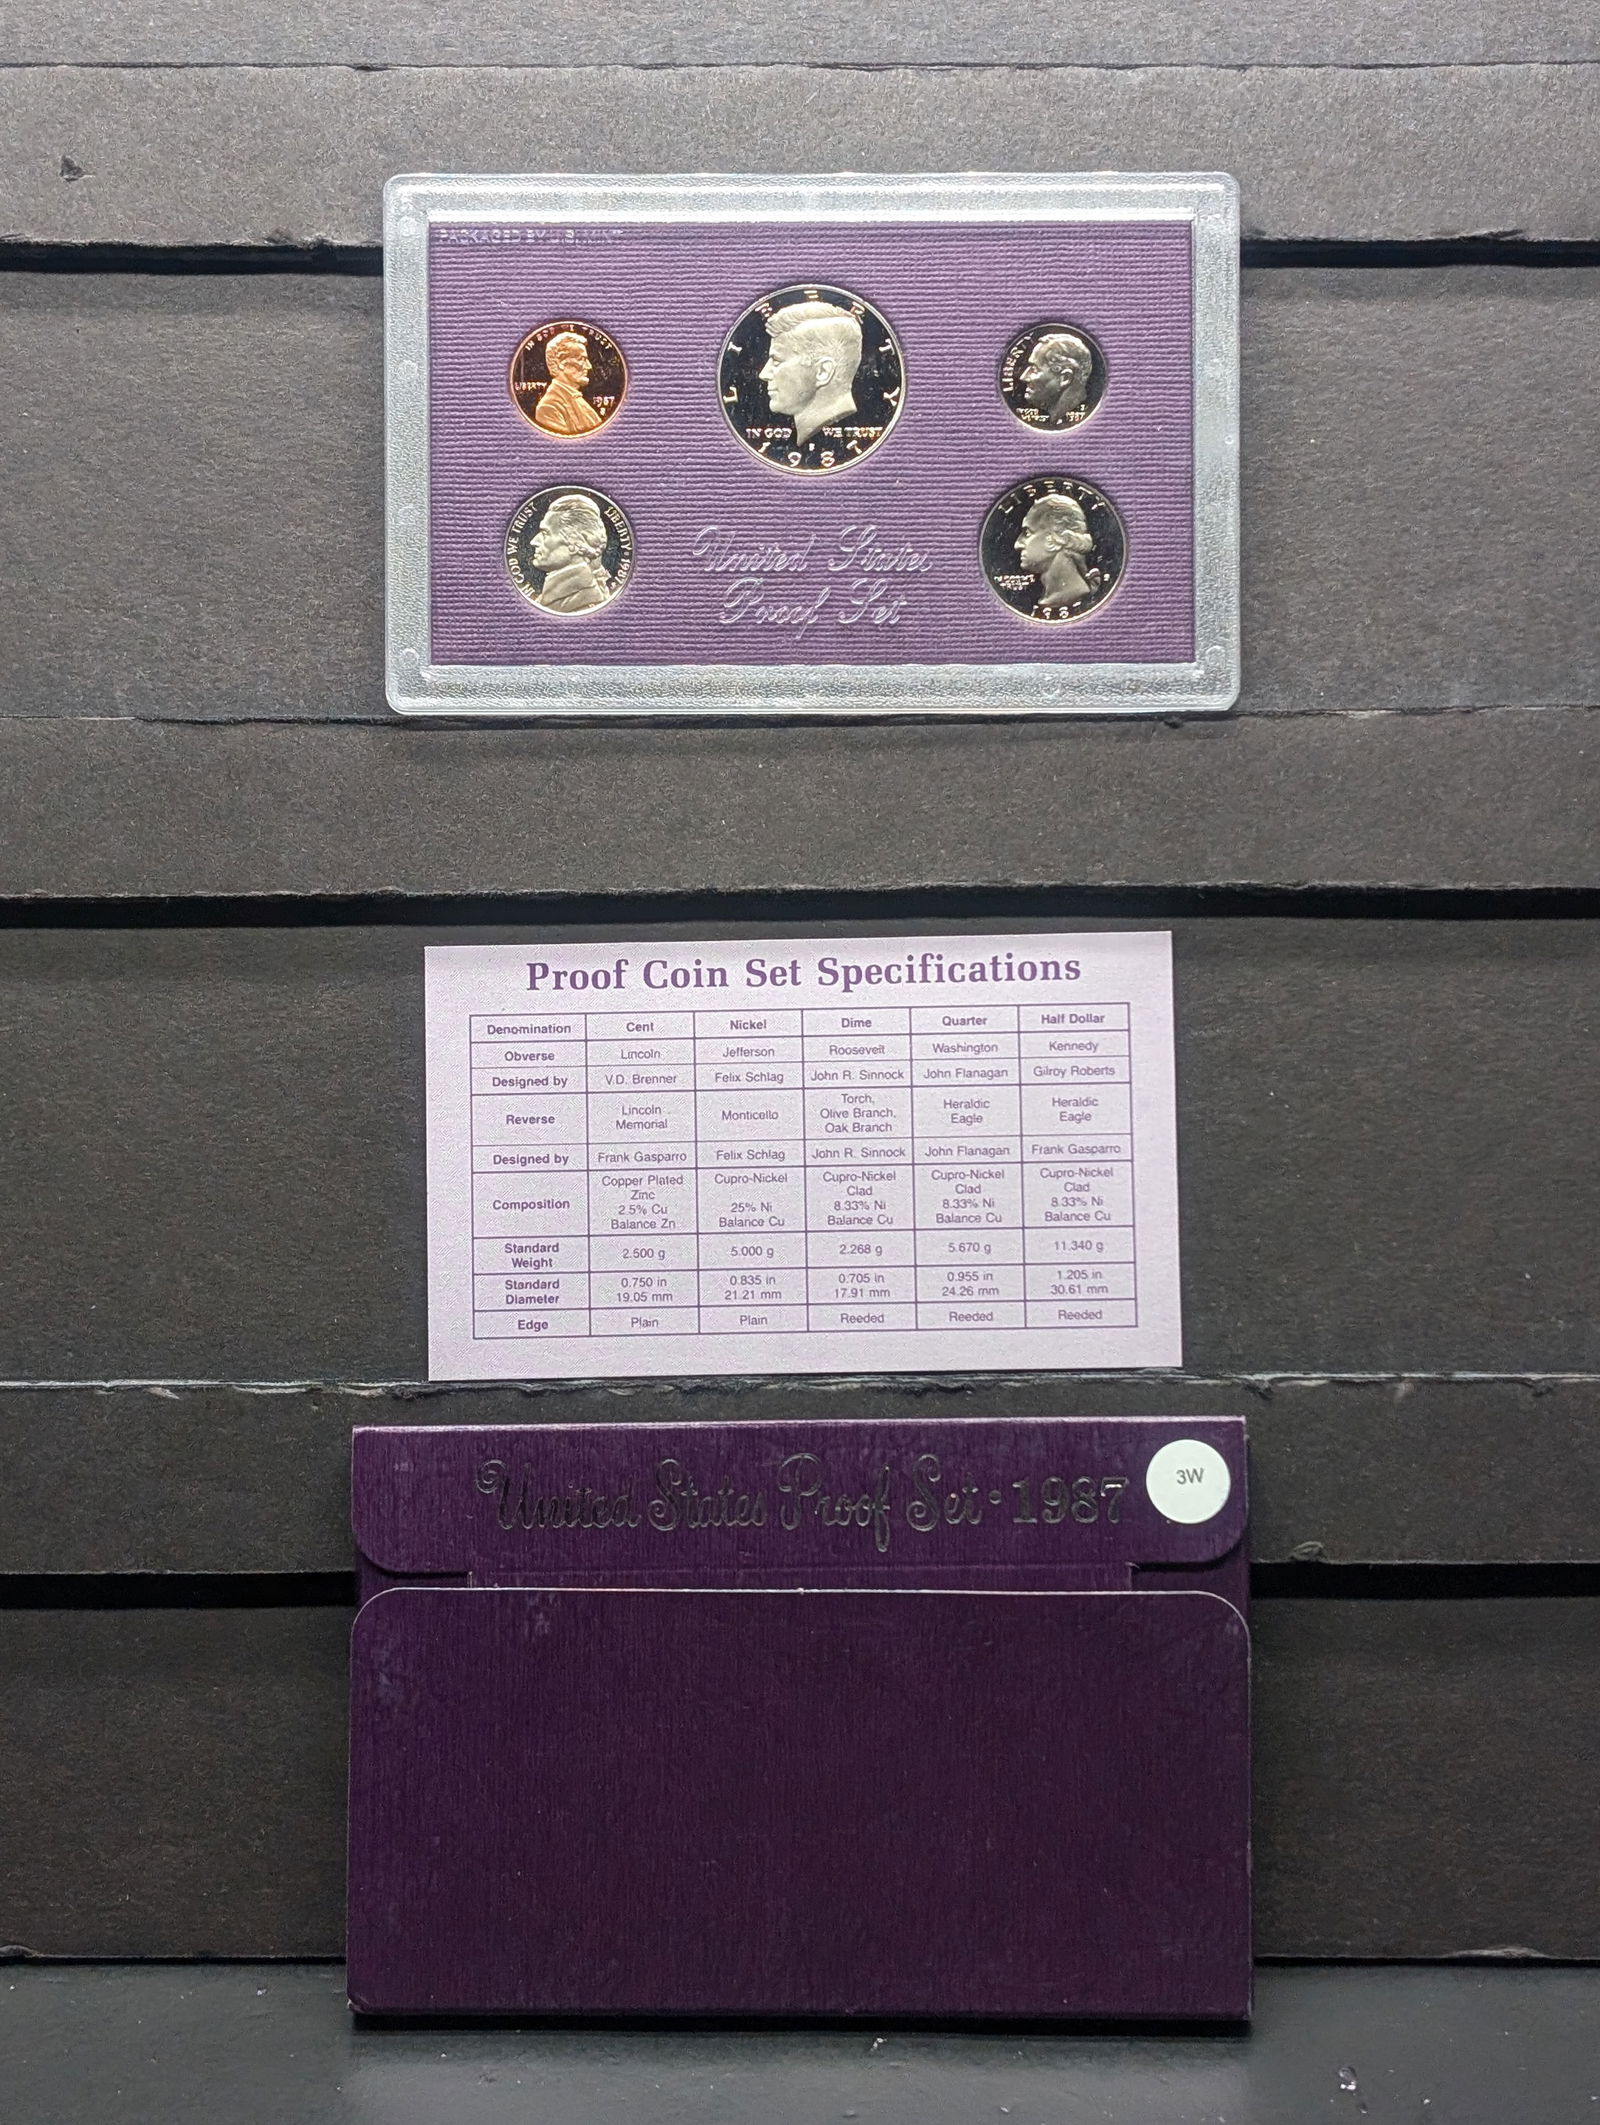 PACKAGED BY U.S. MINT
IN GOD WE TRUST
LIBERTY
1987
S
LIBERTY
IN GOD WE TRUST
S
1987
LIBERTY
IN GOD WE TRUST
S
1987
IN GOD WE TRUST
LIBERTY · 1987
S
LIBERTY
IN GOD WE
TRUST
S
1987
United States
Proof Set
Proof Coin Set Specifications
Denomination Cent Nickel Dime Quarter Half Dollar
Obverse Lincoln Jefferson Roosevelt Washington Kennedy
Designed by V.D. Brenner Felix Schlag John R. Sinnock John Flanagan Gilroy Roberts
Reverse Lincoln Memorial Monticello Torch, Olive Branch, Oak Branch Heraldic Eagle Heraldic Eagle
Designed by Frank Gasparro Felix Schlag John R. Sinnock John Flanagan Frank Gasparro
Composition Copper Plated Zinc 2.5% Cu Balance Zn Cupro-Nickel 25% Ni Balance Cu Cupro-Nickel Clad 8.33% Ni Balance Cu Cupro-Nickel Clad 8.33% Ni Balance Cu Cupro-Nickel Clad 8.33% Ni Balance Cu
Standard Weight 2.500 g 5.000 g 2.268 g 5.670 g 11.340 g
Standard Diameter 0.750 in 19.05 mm 0.835 in 21.21 mm 0.705 in 17.91 mm 0.955 in 24.26 mm 1.205 in 30.61 mm
Edge Plain Plain Reeded Reeded Reeded
United States Proof Set · 1987
3W